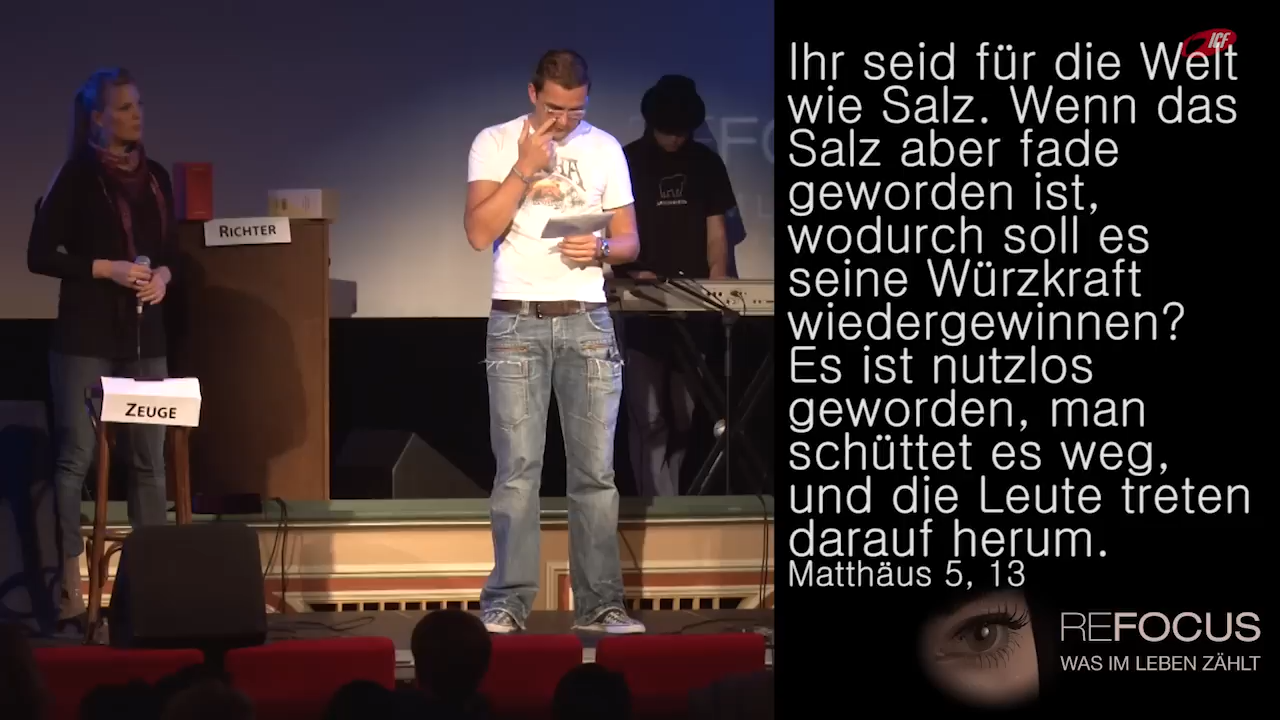 ICF
Ihr seid für die Welt
wie Salz. Wenn das
Salz aber fade
geworden ist,
wodurch soll es
seine Würzkraft
wiedergewinnen?
Es ist nutzlos
geworden, man
schüttet es weg,
und die Leute treten
darauf herum.
Matthäus 5, 13
REFOCUS
WAS IM LEBEN ZÄHLT
RICHTER
ZEUGE